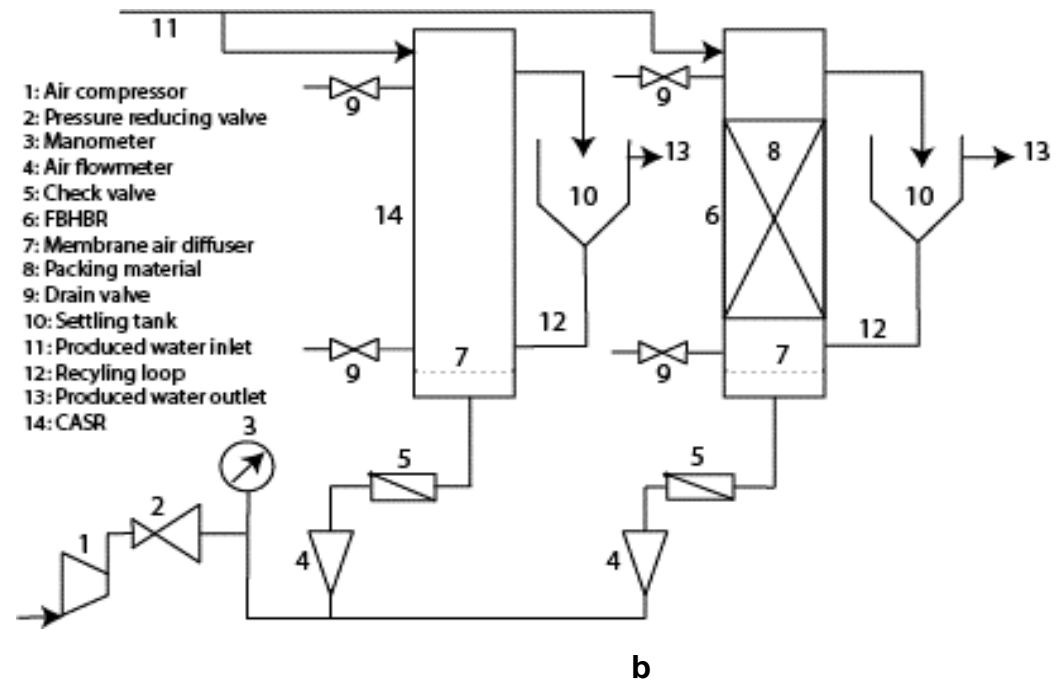 11
1: Air compressor
2: Pressure reducing valve
3: Manometer
4: Air flowmeter
5: Check valve
6: FBHBR
7: Membrane air diffuser
8: Packing material
9: Drain valve
10: Settling tank
11: Produced water inlet
12: Recyling loop
13: Produced water outlet
14: CASR
9
14
10
13
12
7
9
9
8
6
10
13
12
7
9
3
5
5
2
1
4
4
b